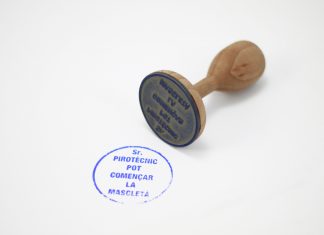 Sr.
PIROTÈCNIC
POT
COMENÇAR
LA
MASCLETÀ